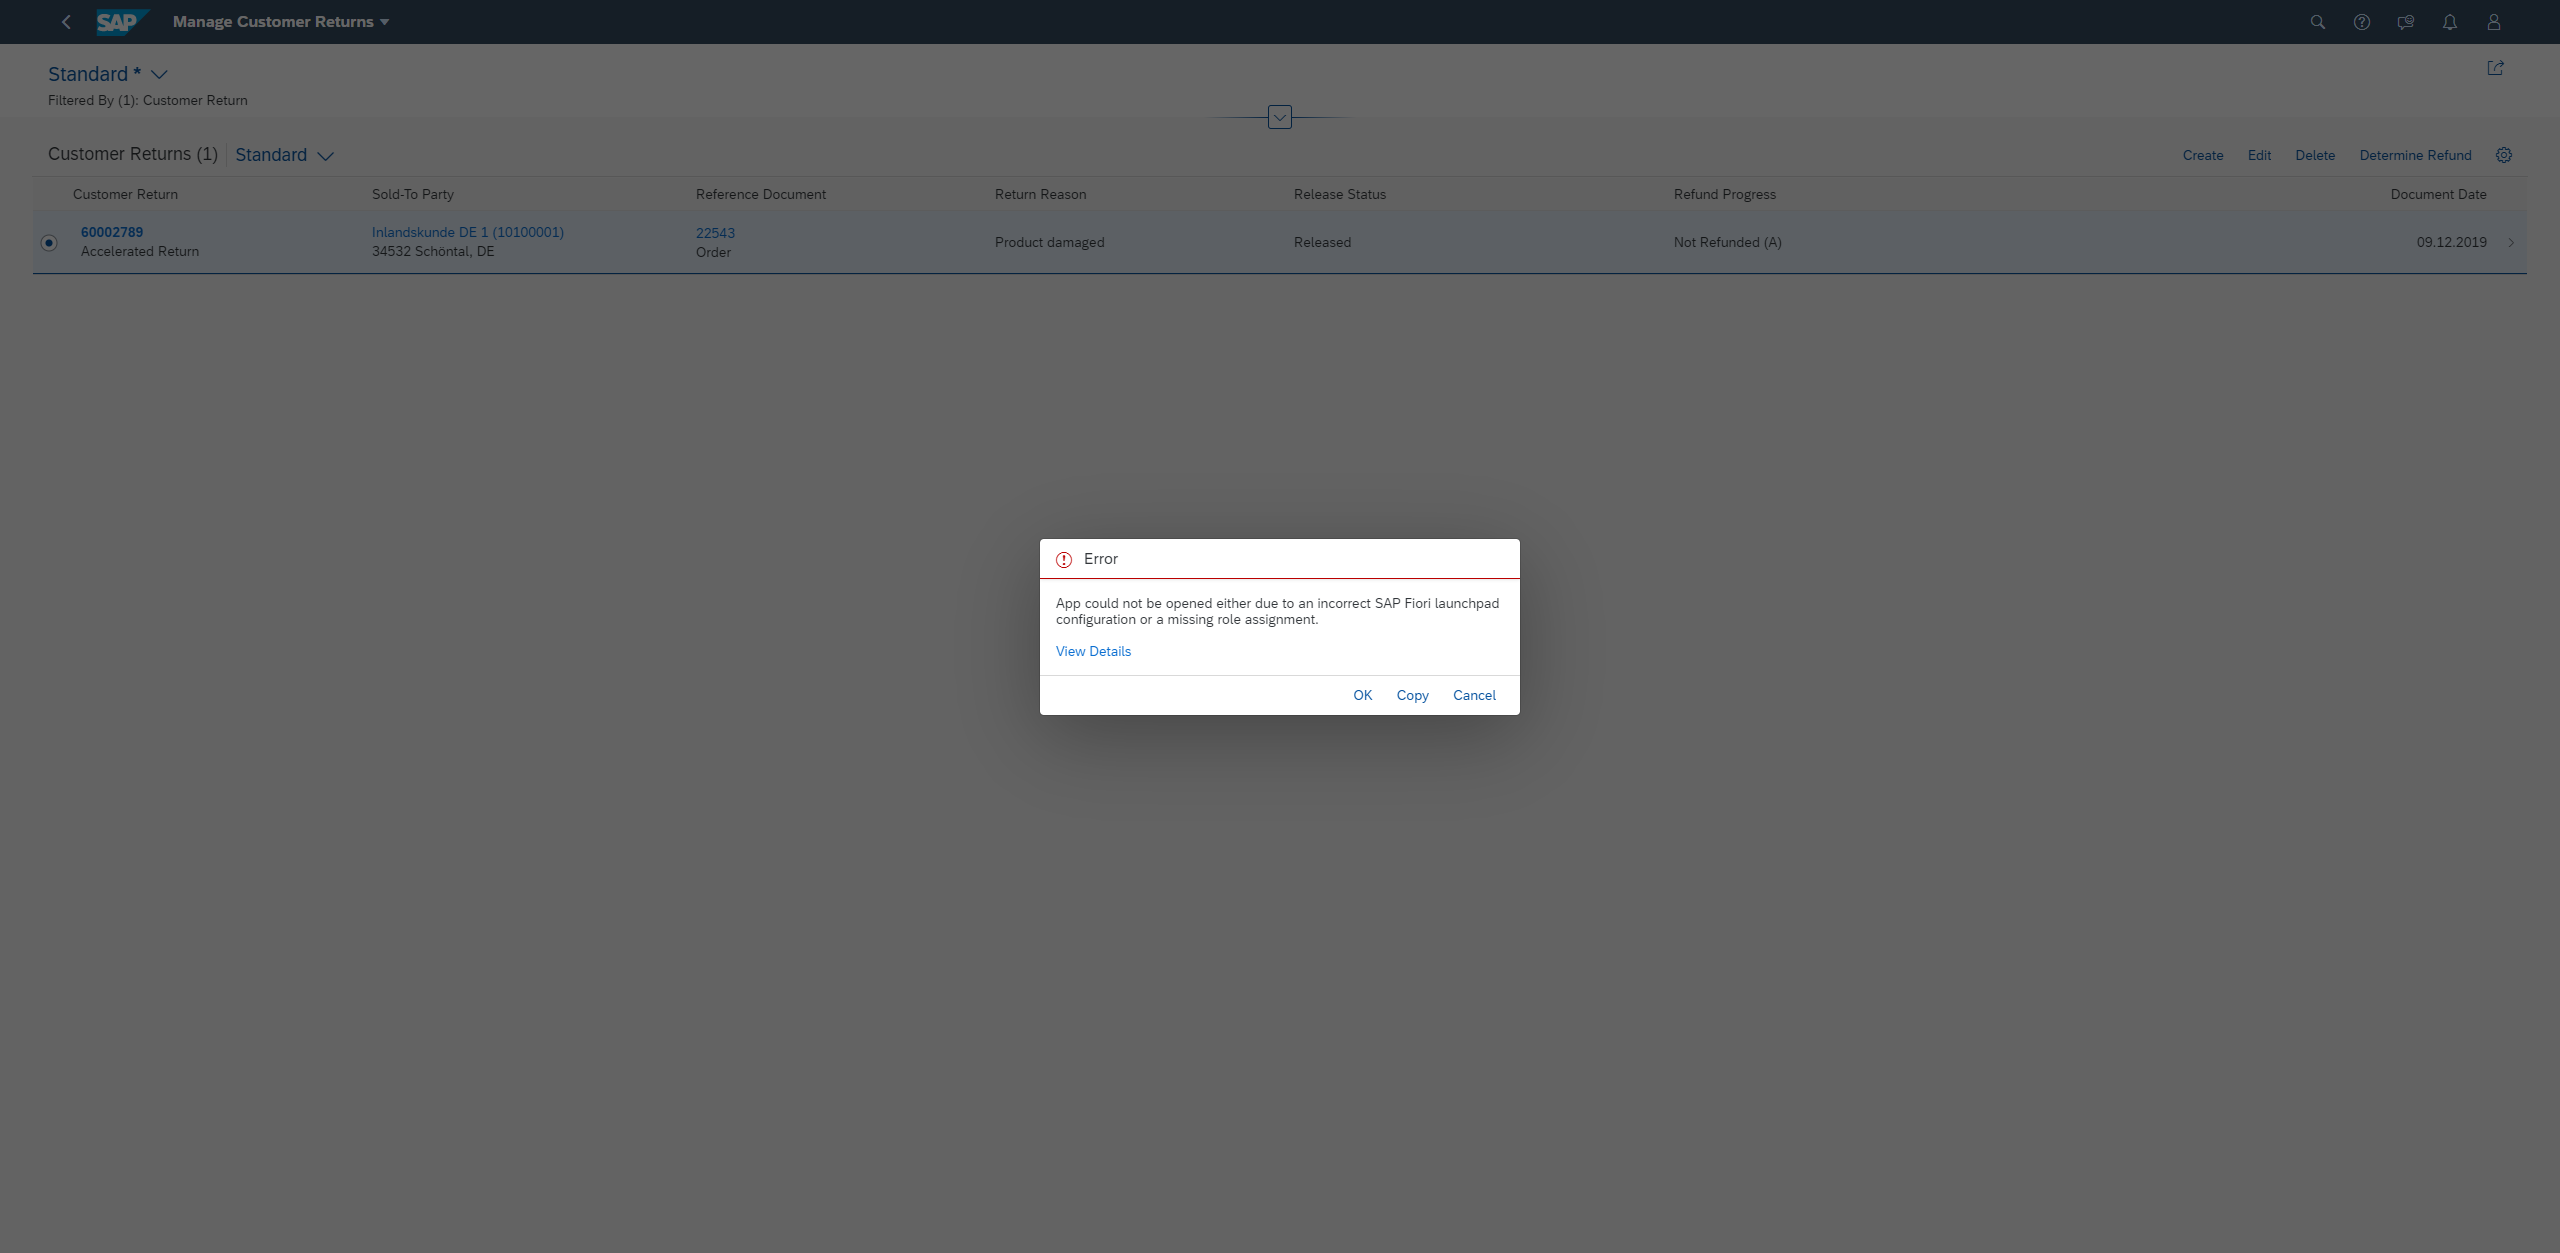 SAP
Manage Customer Returns
Standard *
Filtered By (1): Customer Return
Customer Returns (1)
Standard
Create
Edit
Delete
Determine Refund
Customer Return
Sold-To Party
Reference Document
Return Reason
Release Status
Refund Progress
Document Date
60002789
Accelerated Return
Inlandskunde DE 1 (10100001)
34532 Schöntal, DE
22543
Order
Product damaged
Released
Not Refunded (A)
09.12.2019
Error
App could not be opened either due to an incorrect SAP Fiori launchpad
configuration or a missing role assignment.
View Details
OK
Copy
Cancel